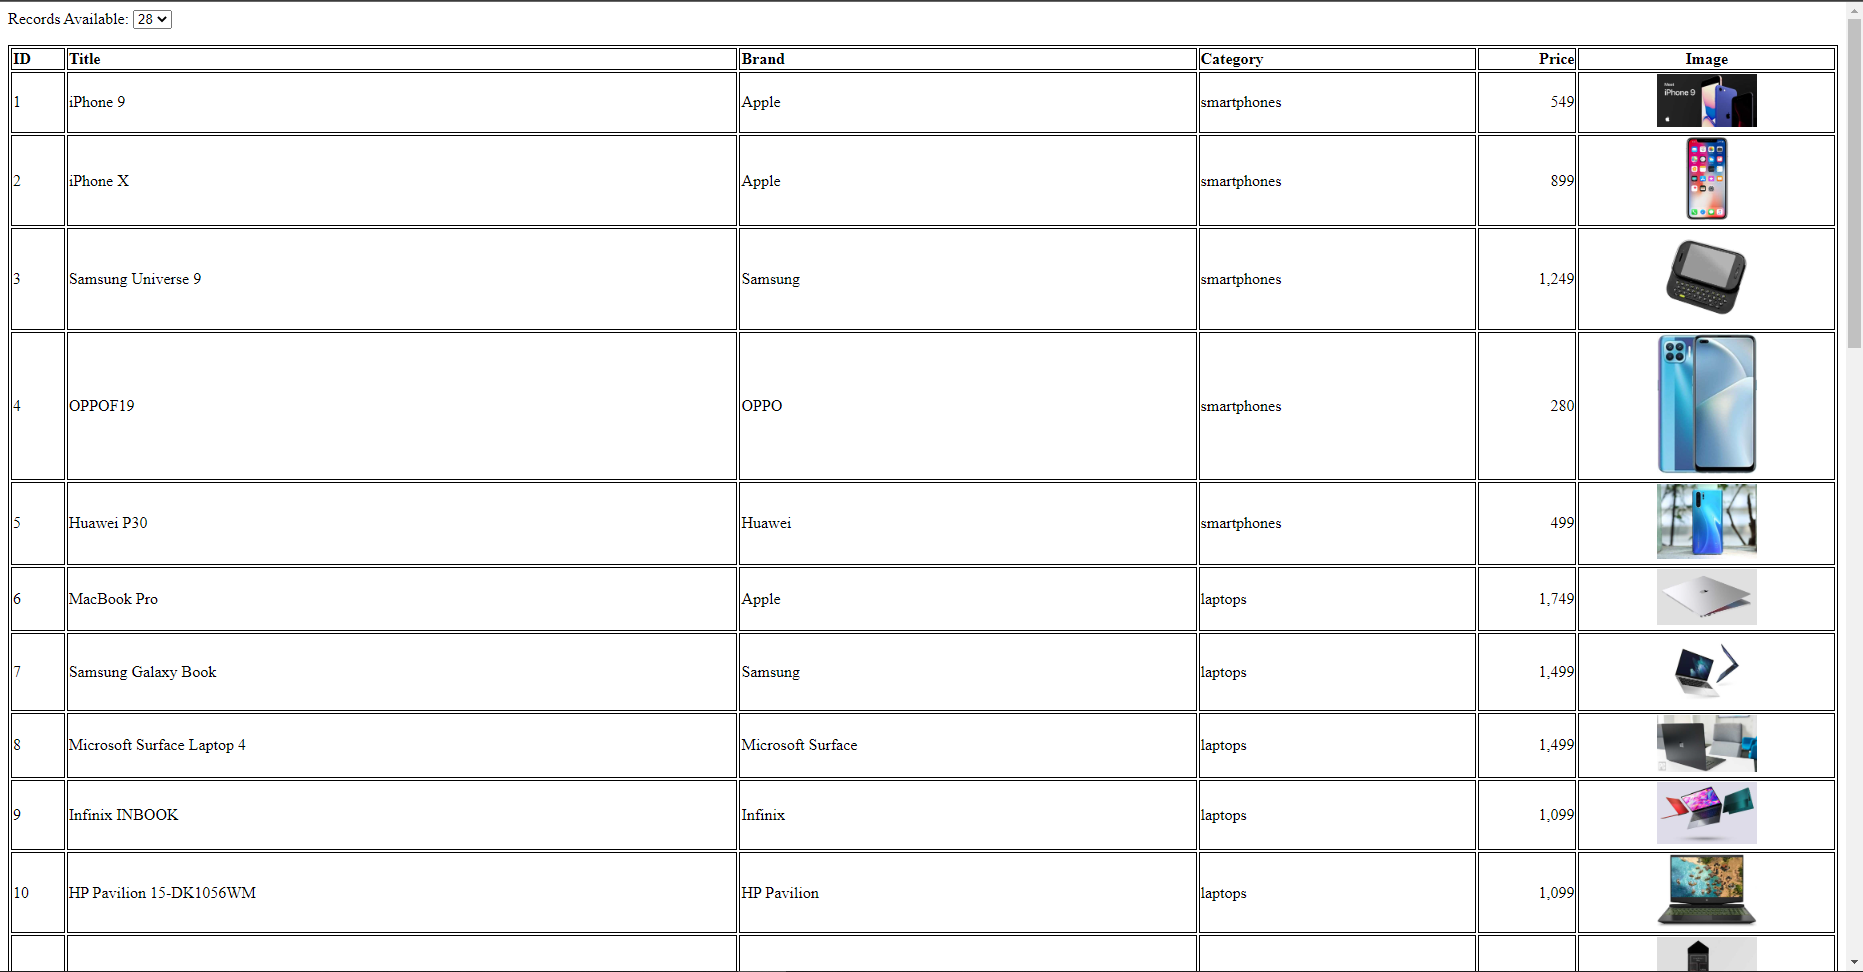 Records Available: 28
ID Title Brand Category Price Image
1 iPhone 9 Apple smartphones 549
Meet
iPhone 9
2 iPhone X Apple smartphones 899
3 Samsung Universe 9 Samsung smartphones 1,249
4 OPPOF19 OPPO smartphones 280
5 Huawei P30 Huawei smartphones 499
6 MacBook Pro Apple laptops 1,749
7 Samsung Galaxy Book Samsung laptops 1,499
8 Microsoft Surface Laptop 4 Microsoft Surface laptops 1,499
9 Infinix INBOOK Infinix laptops 1,099
10 HP Pavilion 15-DK1056WM HP Pavilion laptops 1,099